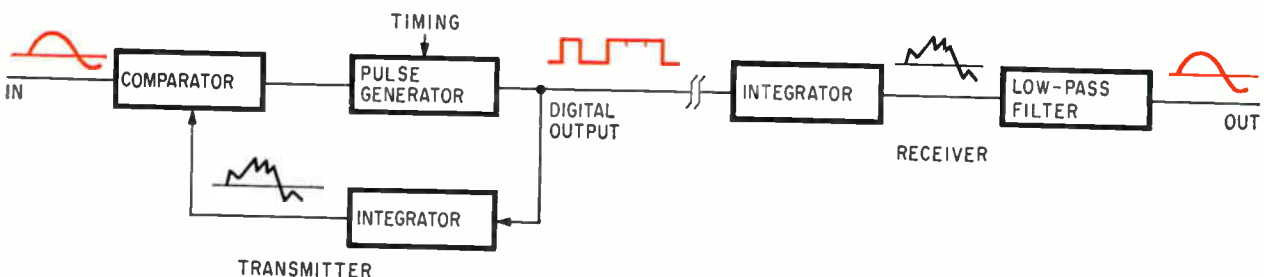 TIMING
IN
COMPARATOR
PULSE
GENERATOR
DIGITAL
OUTPUT
INTEGRATOR
LOW-PASS
FILTER
OUT
RECEIVER
INTEGRATOR
TRANSMITTER